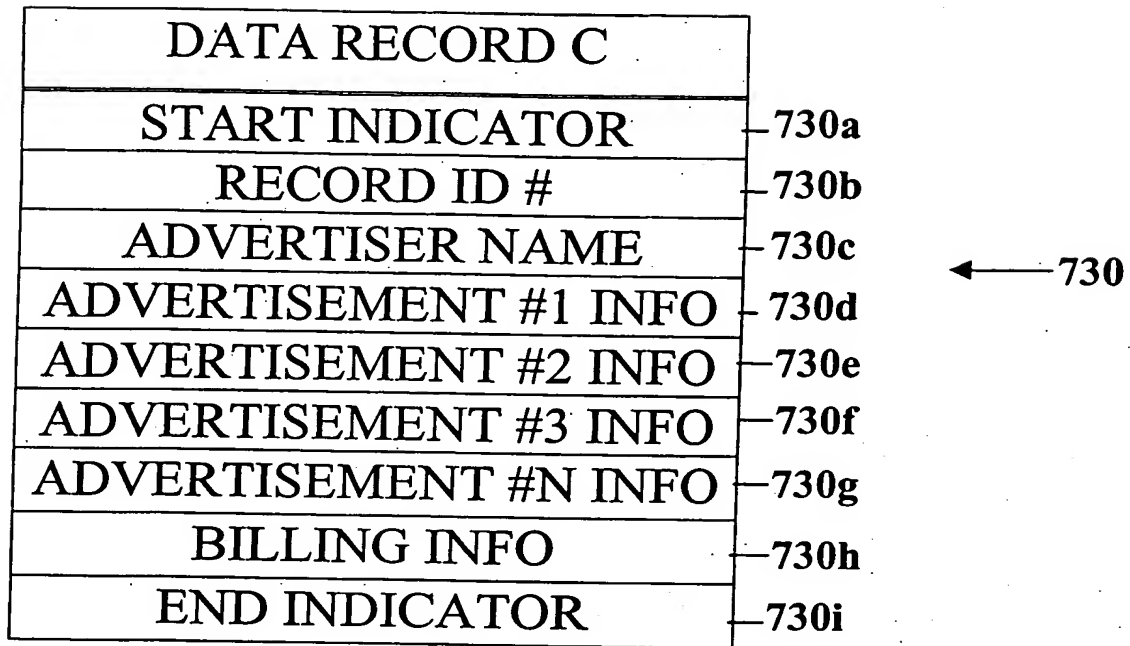 DATA RECORD C
START INDICATOR 730a
RECORD ID # 730b
ADVERTISER NAME 730c
730
ADVERTISEMENT #1 INFO 730d
ADVERTISEMENT #2 INFO 730e
ADVERTISEMENT #3 INFO 730f
ADVERTISEMENT #N INFO 730g
BILLING INFO 730h
END INDICATOR 730i